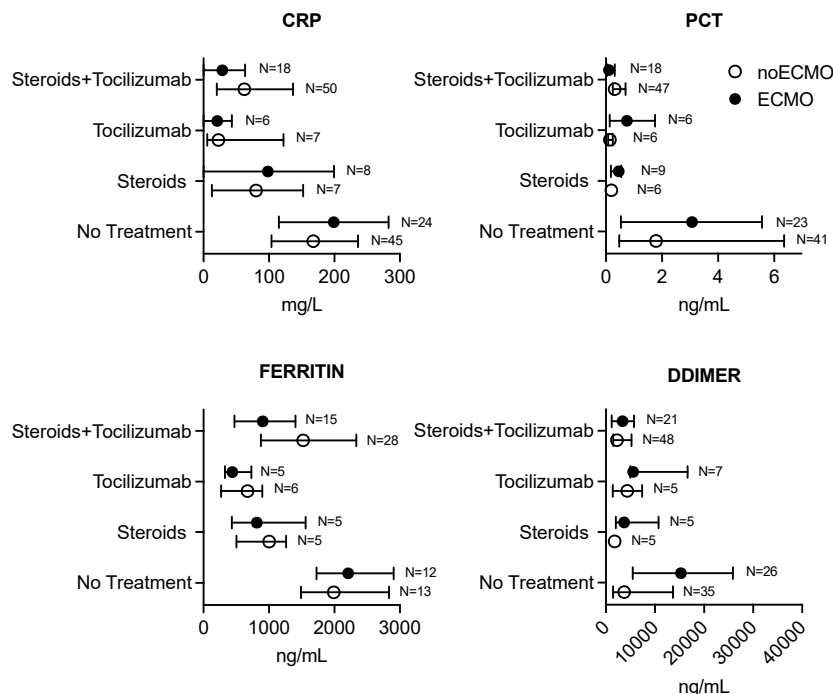 CRP
Steroids+Tocilizumab
N=18
N=50
Tocilizumab
N=6
N=7
Steroids
N=8
N=7
No Treatment
N=24
N=45
0 100 200 300
mg/L
PCT
Steroids+Tocilizumab
N=18
N=47
Tocilizumab
N=6
N=6
Steroids
N=9
N=6
No Treatment
N=23
N=41
0 2 4 6
ng/mL
noECMO
ECMO
FERRITIN
Steroids+Tocilizumab
N=15
N=28
Tocilizumab
N=5
N=6
Steroids
N=5
N=5
No Treatment
N=12
N=13
0 1000 2000 3000
ng/mL
DDIMER
Steroids+Tocilizumab
N=21
N=48
Tocilizumab
N=7
N=5
Steroids
N=5
N=5
No Treatment
N=26
N=35
0 10000 20000 30000 40000
ng/mL